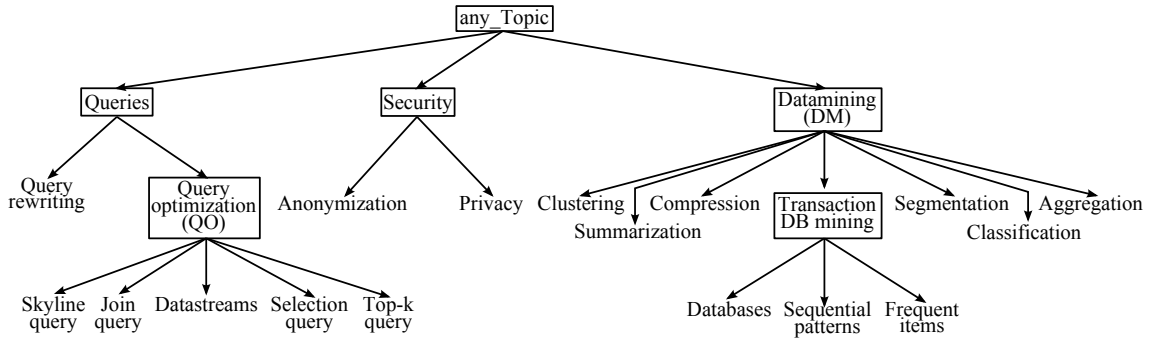 any_Topic
Queries
Security
Datamining
(DM)
Query
rewriting
Query
optimization
(QO)
Anonymization
Privacy
Clustering
Summarization
Compression
Transaction
DB mining
Segmentation
Classification
Aggregation
Skyline
query
Join
query
Datastreams
Selection
query
Top-k
query
Databases
Sequential
patterns
Frequent
items